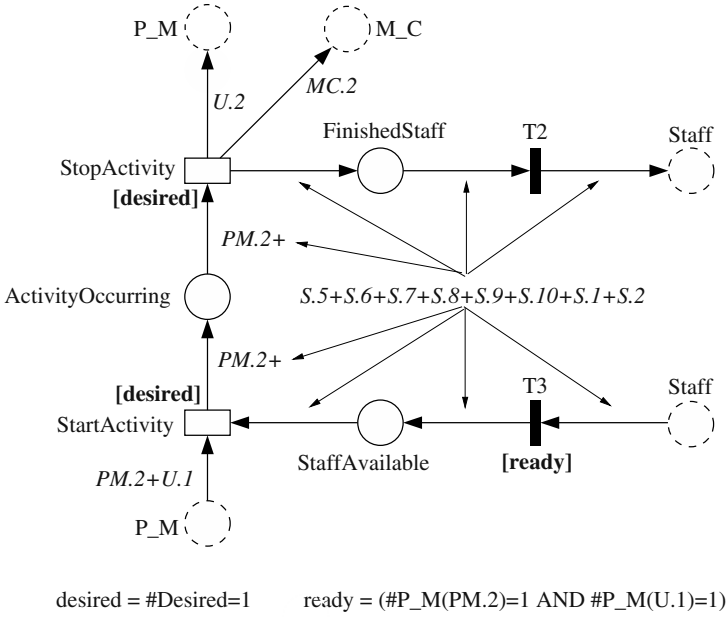 P_M
M_C
U.2
MC.2
FinishedStaff
T2
Staff
StopActivity
[desired]
PM.2+
ActivityOccurring
S.5+S.6+S.7+S.8+S.9+S.10+S.1+S.2
PM.2+
[desired]
T3
Staff
StartActivity
StaffAvailable
[ready]
PM.2+U.1
P_M
desired = #Desired=1
ready = (#P_M(PM.2)=1 AND #P_M(U.1)=1)